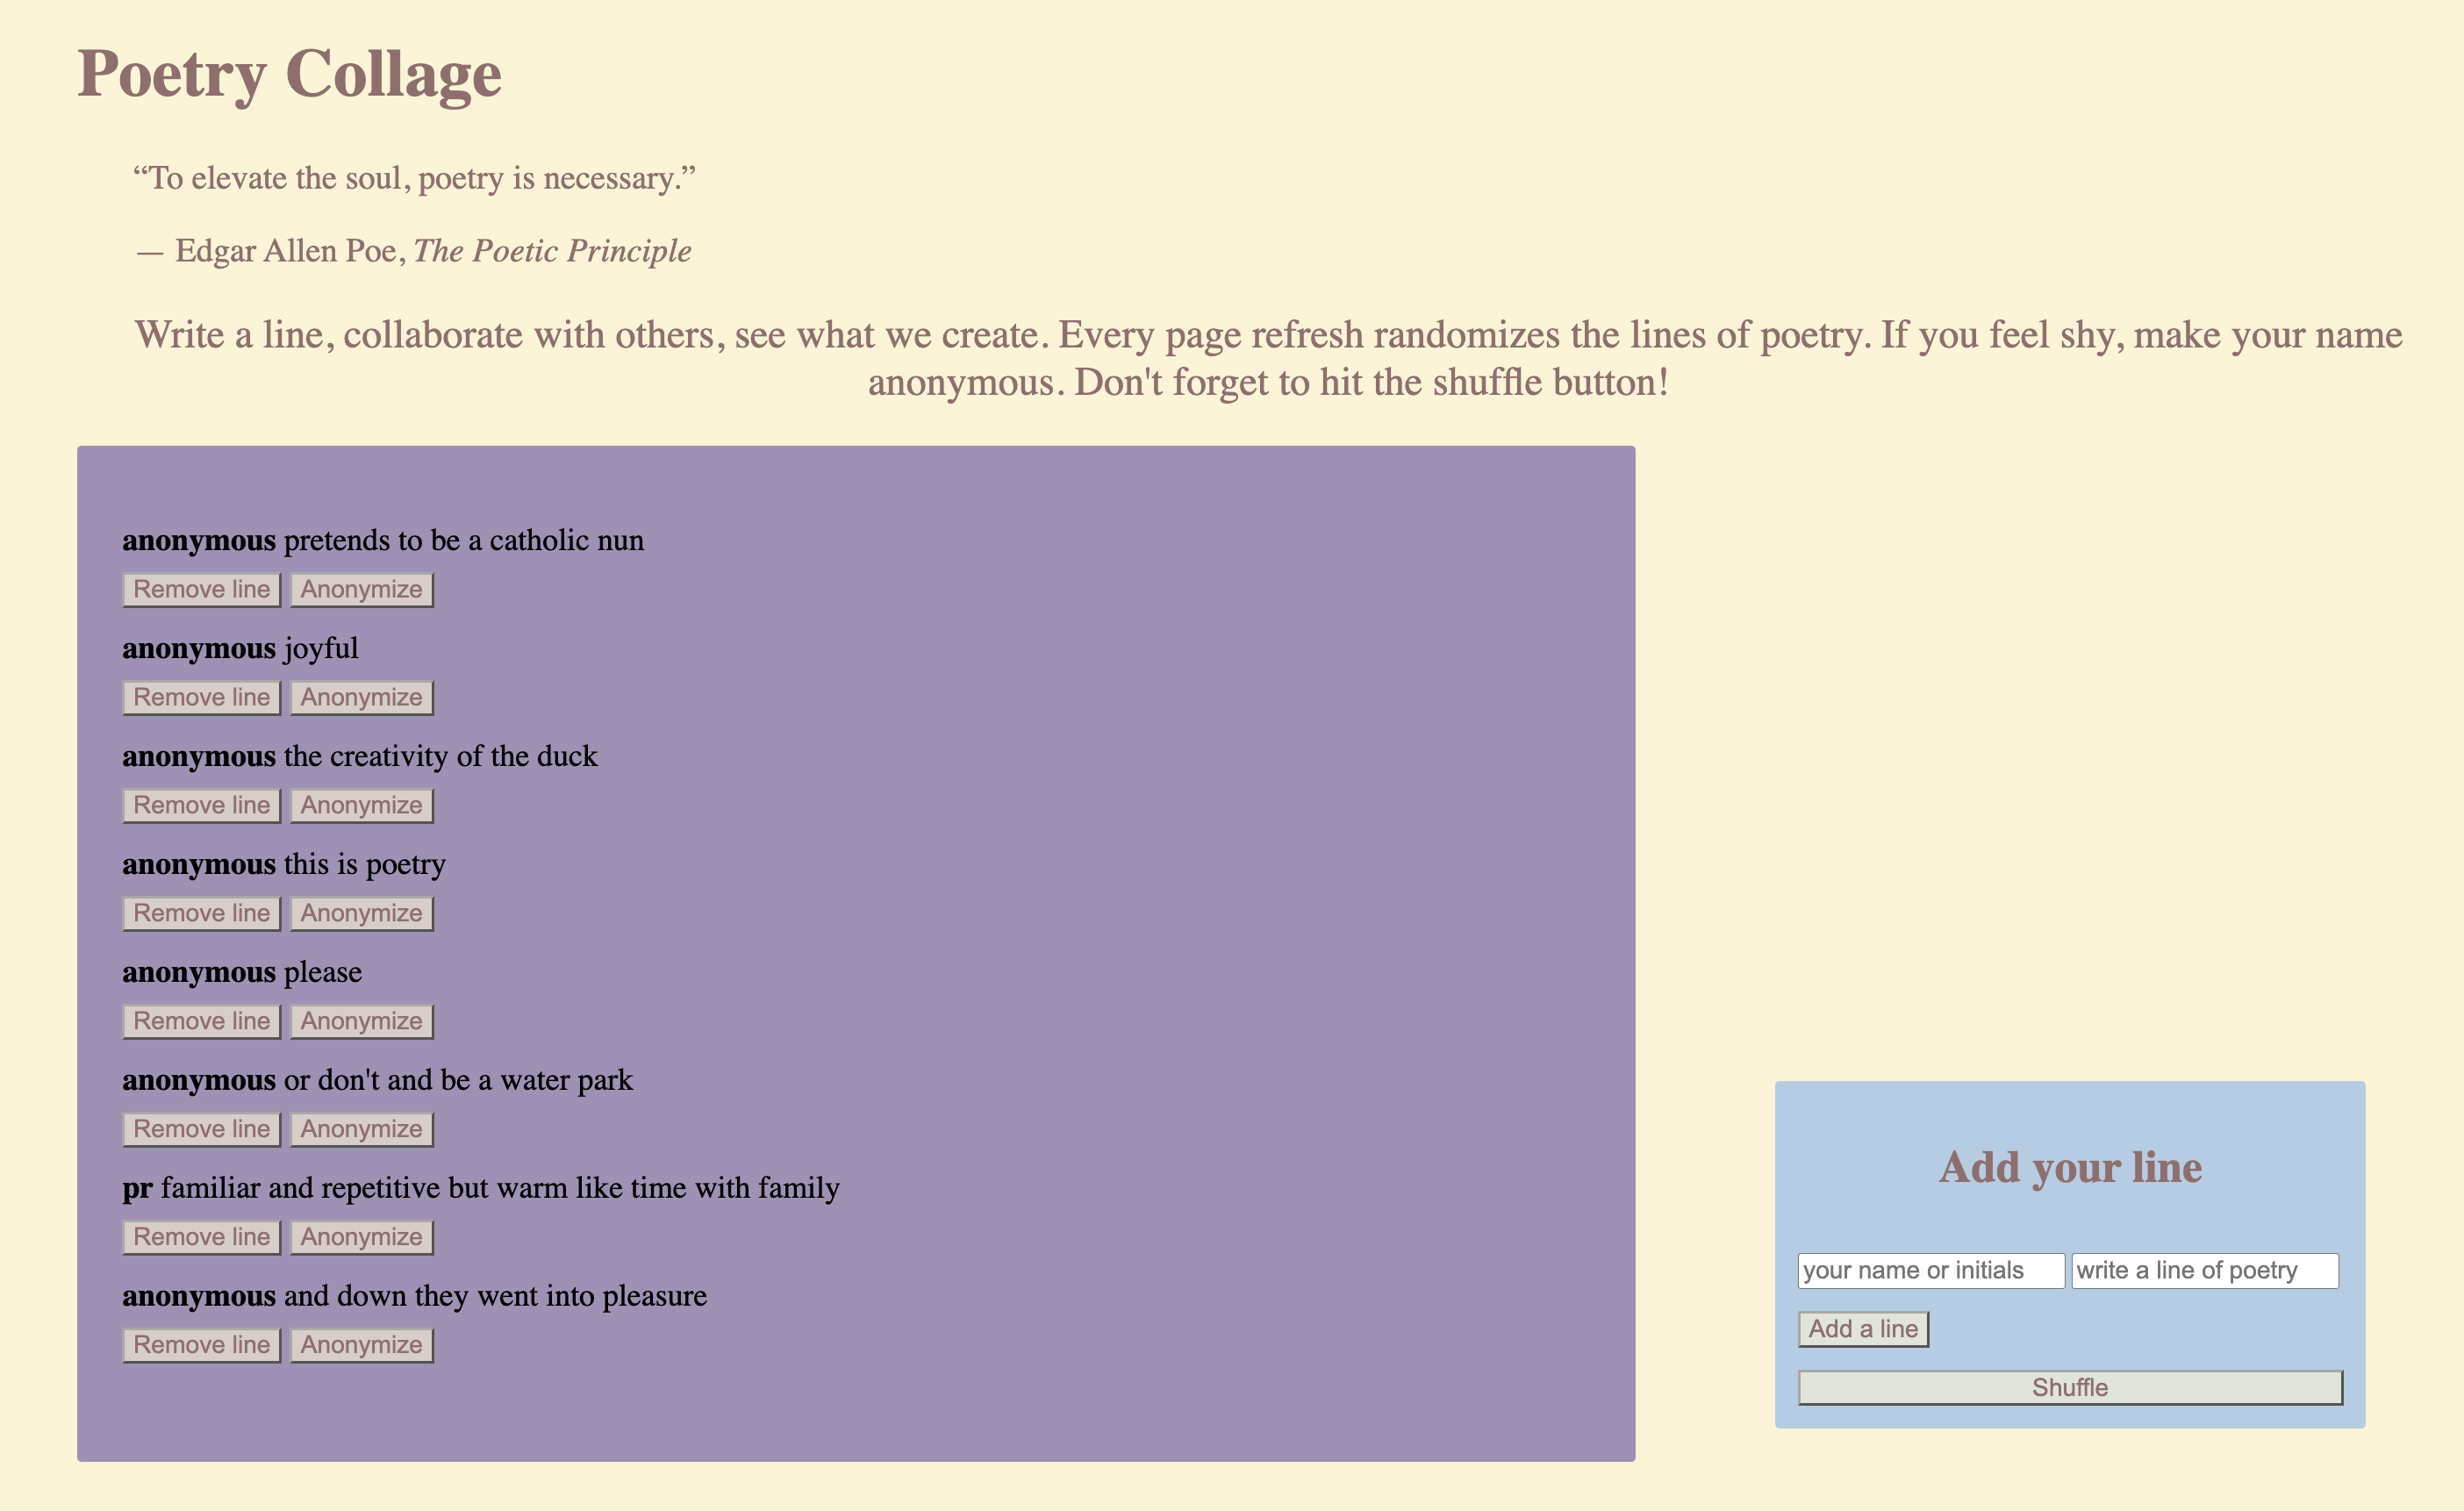 Poetry Collage
“To elevate the soul, poetry is necessary.”
— Edgar Allen Poe, The Poetic Principle
Write a line, collaborate with others, see what we create. Every page refresh randomizes the lines of poetry. If you feel shy, make your name
anonymous. Don't forget to hit the shuffle button!
anonymous pretends to be a catholic nun
Remove line Anonymize
anonymous joyful
Remove line Anonymize
anonymous the creativity of the duck
Remove line Anonymize
anonymous this is poetry
Remove line Anonymize
anonymous please
Remove line Anonymize
anonymous or don't and be a water park
Remove line Anonymize
pr familiar and repetitive but warm like time with family
Remove line Anonymize
anonymous and down they went into pleasure
Remove line Anonymize
Add your line
your name or initials write a line of poetry
Add a line
Shuffle